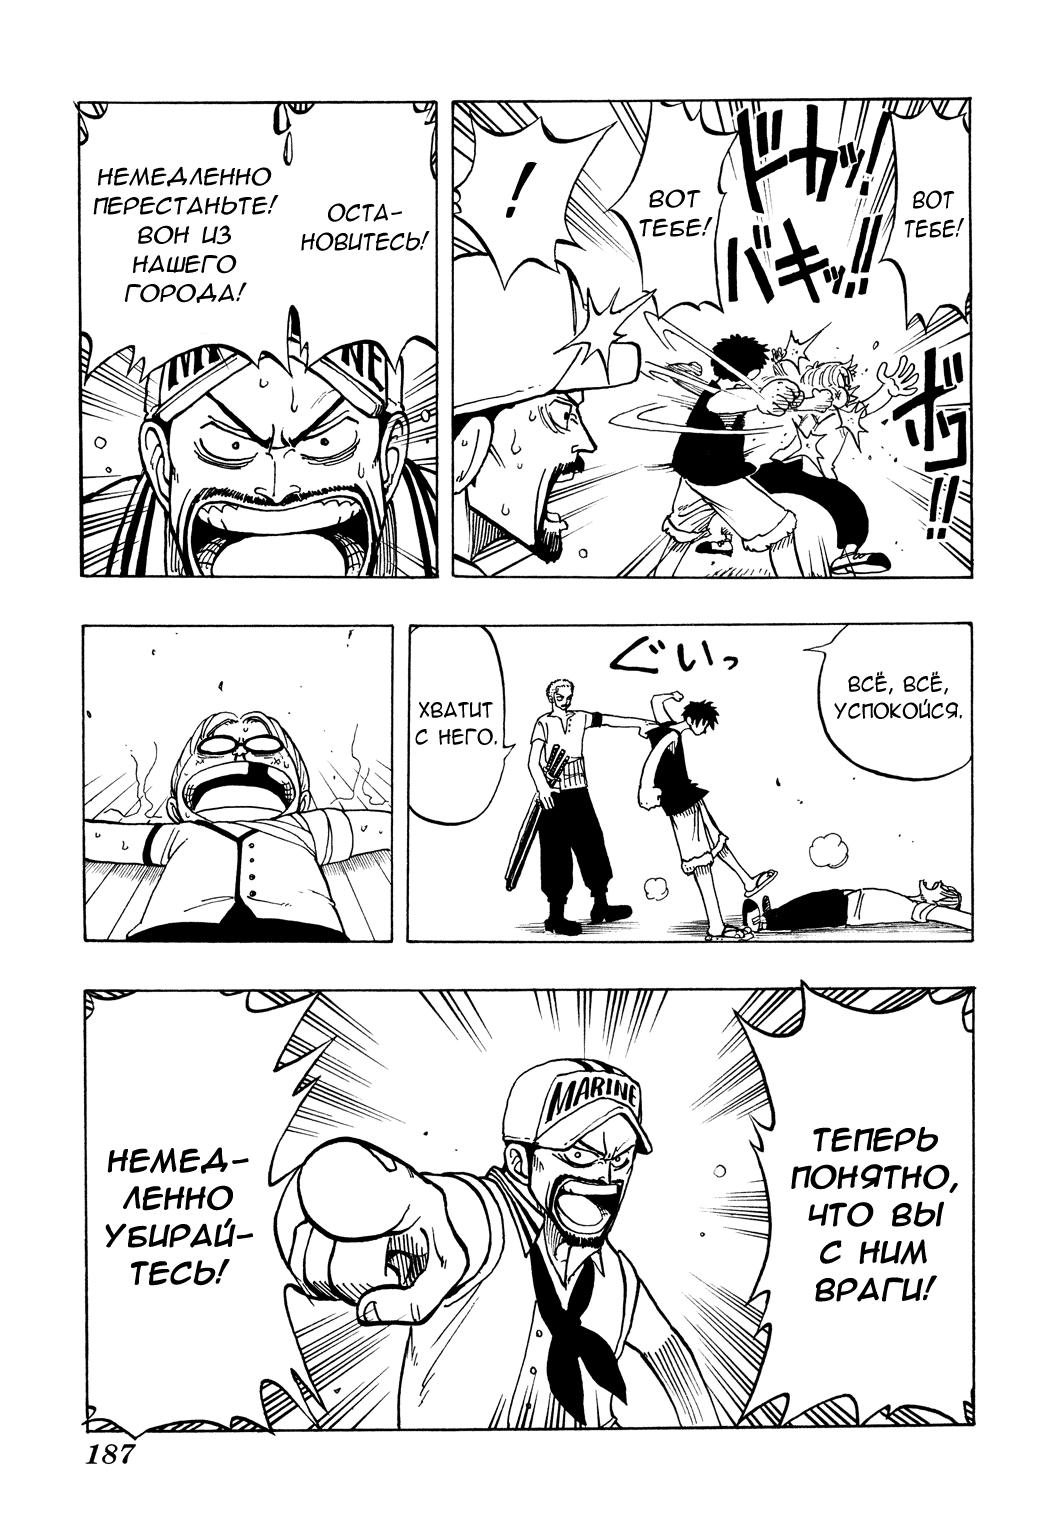 ВОТ
ТЕБЕ!
ドカッ!
バキッ!!
ボコ!!
ВОТ
ТЕБЕ!
!
ОСТА-
НОВИТЕСЬ!
НЕМЕДЛЕННО
ПЕРЕСТАНЬТЕ!
ВОН ИЗ
НАШЕГО
ГОРОДА!
ВСЁ, ВСЁ,
УСПОКОЙСЯ.
ぐいっ
ХВАТИТ
С НЕГО.
ТЕПЕРЬ
ПОНЯТНО,
ЧТО ВЫ
С НИМ
ВРАГИ!
MARINE
НЕМЕД-
ЛЕННО
УБИРАЙ-
ТЕСЬ!
187